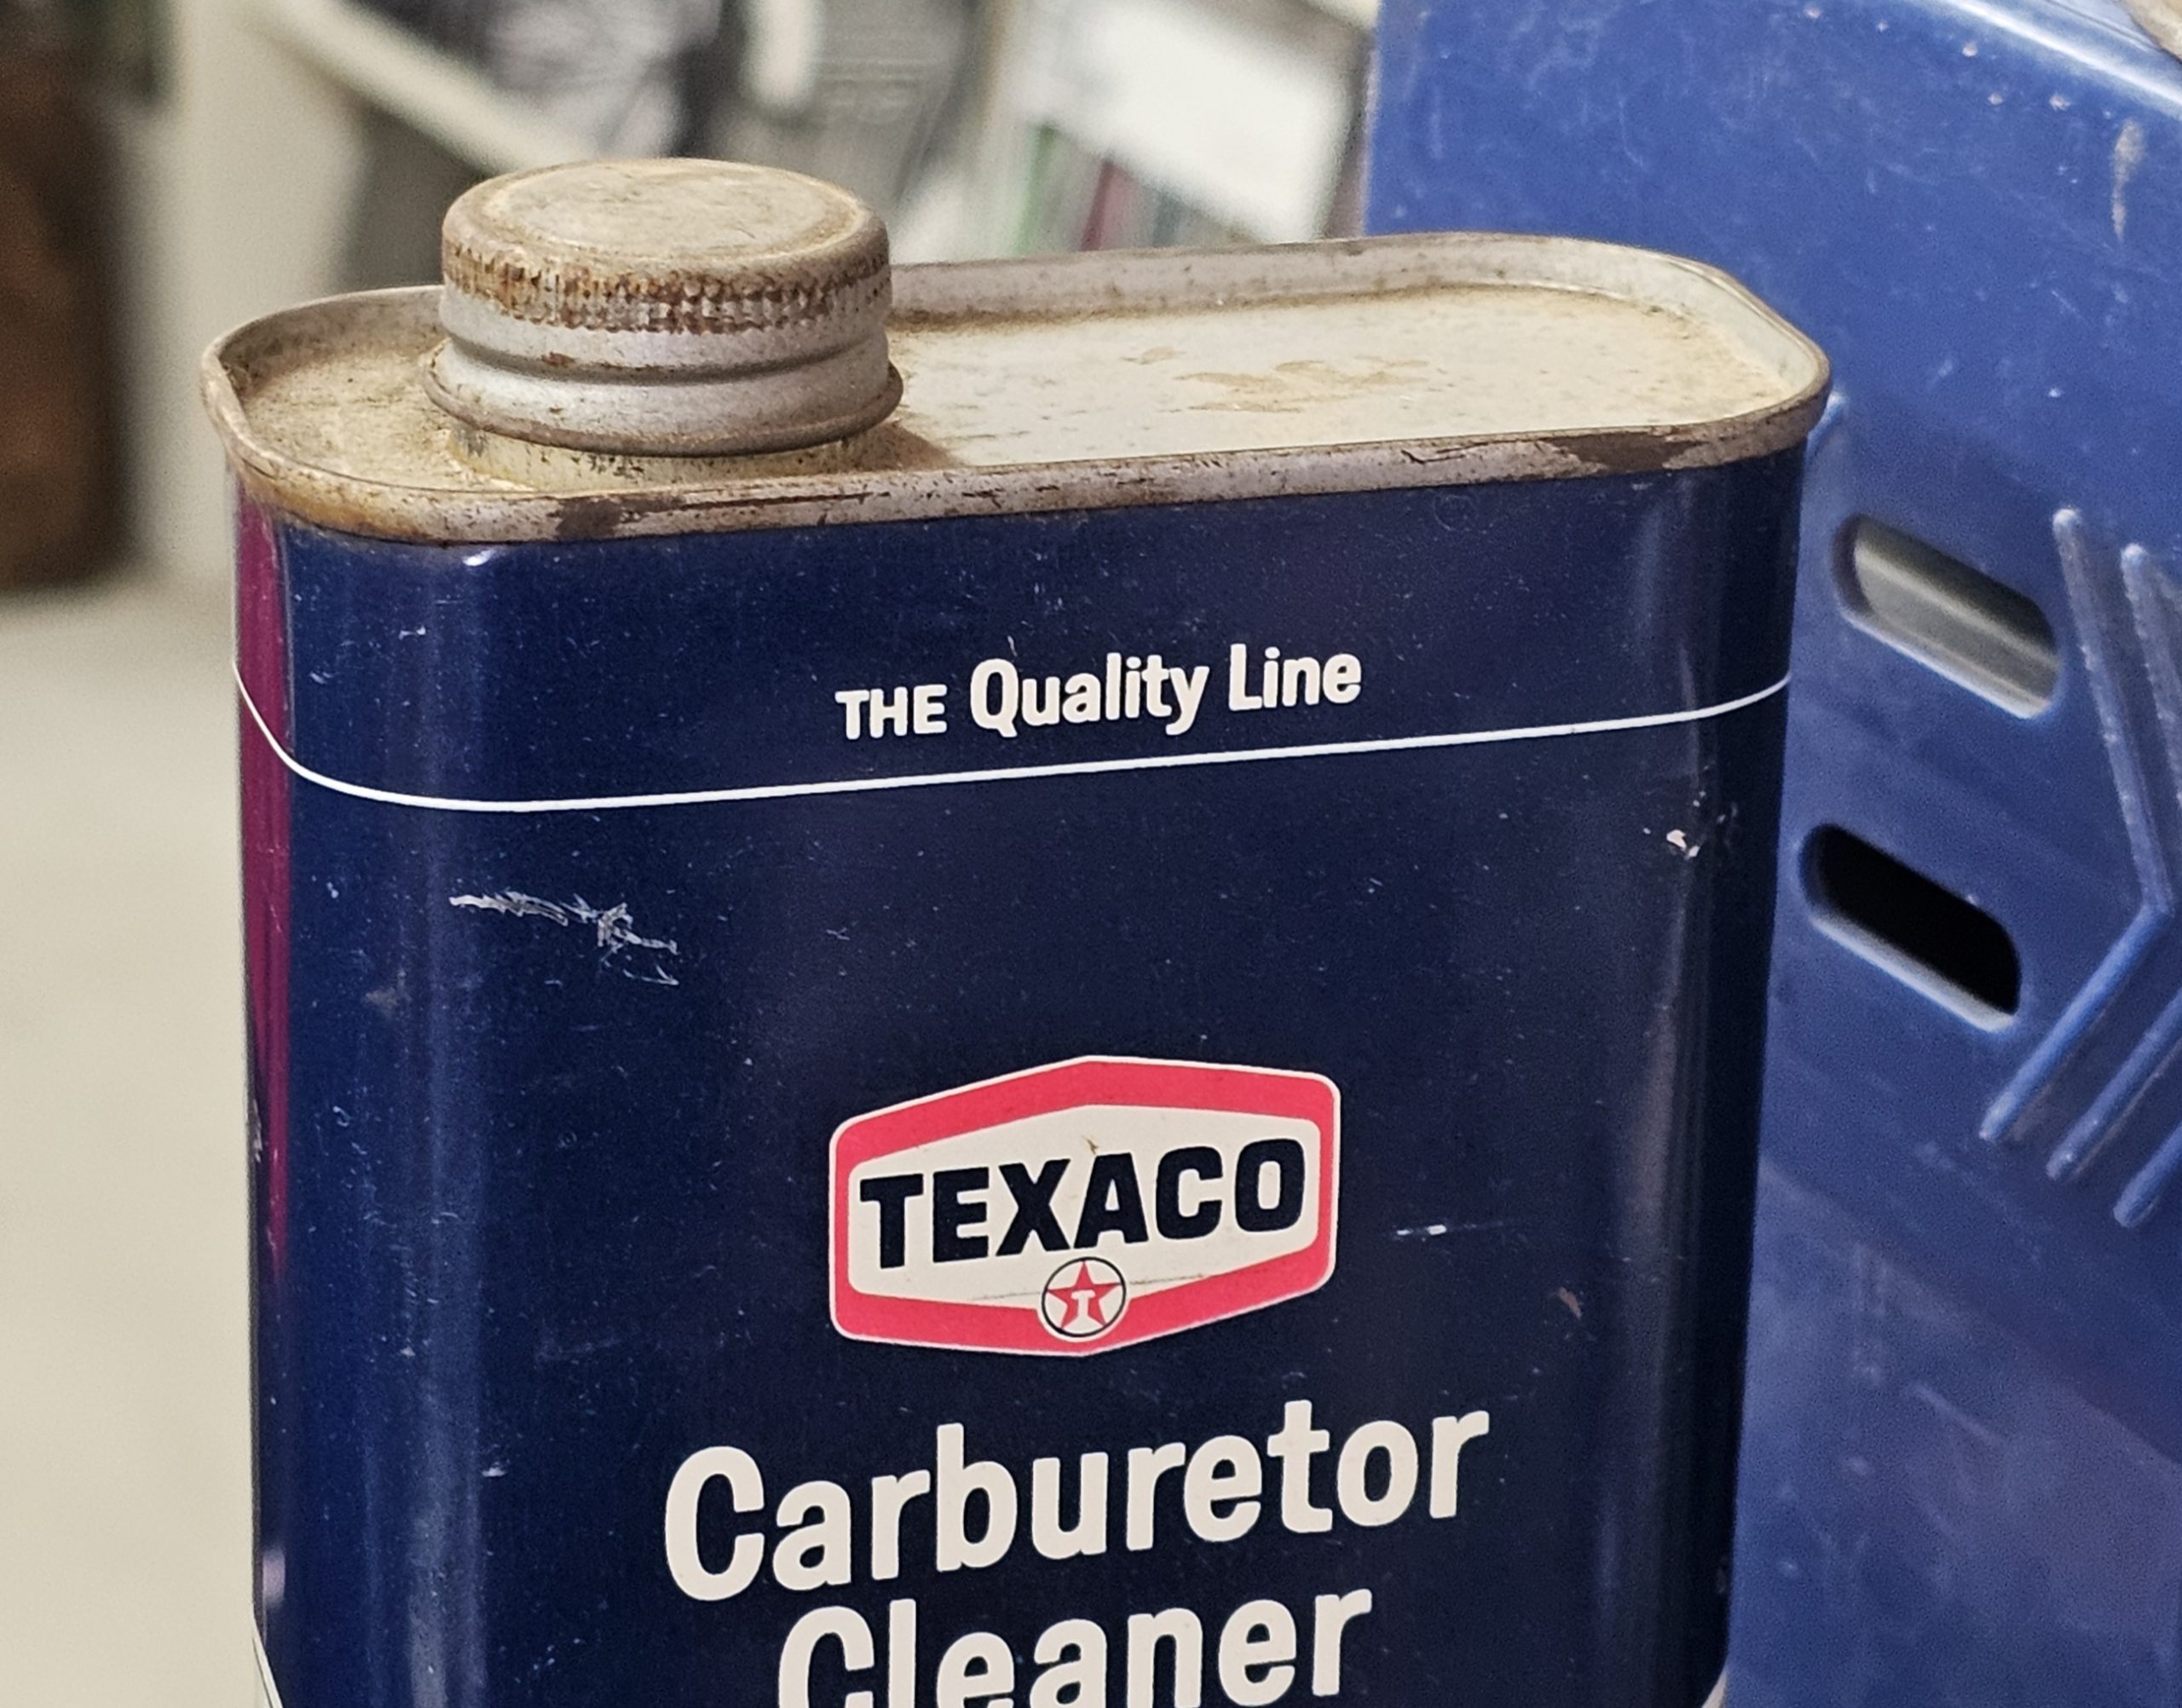 THE Quality Line
TEXACO
T
Carburetor
Cleaner